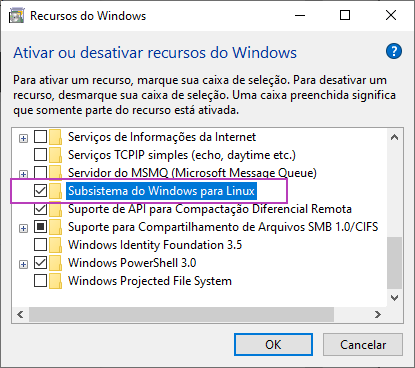 Recursos do Windows
Ativar ou desativar recursos do Windows
Para ativar um recurso, marque sua caixa de seleção. Para desativar um
recurso, desmarque sua caixa de seleção. Uma caixa preenchida significa
que somente parte do recurso está ativada.
Serviços de Informações da Internet
Serviços TCPIP simples (echo, daytime etc.)
Servidor do MSMQ (Microsoft Message Queue)
Subsistema do Windows para Linux
Suporte de API para Compactação Diferencial Remota
Suporte para Compartilhamento de Arquivos SMB 1.0/CIFS
Windows Identity Foundation 3.5
Windows PowerShell 3.0
Windows Projected File System
OK
Cancelar